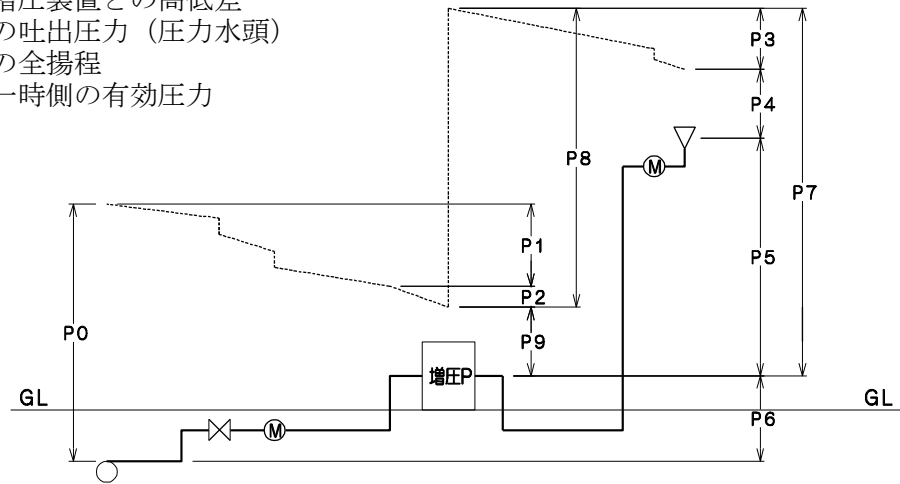 増圧装置との高低差
の吐出圧力（圧力水頭）
の全揚程
一時側の有効圧力
P3
P4
P8
P7
P1
P5
P2
P0
P9
増圧P
GL
GL
P6
M
M